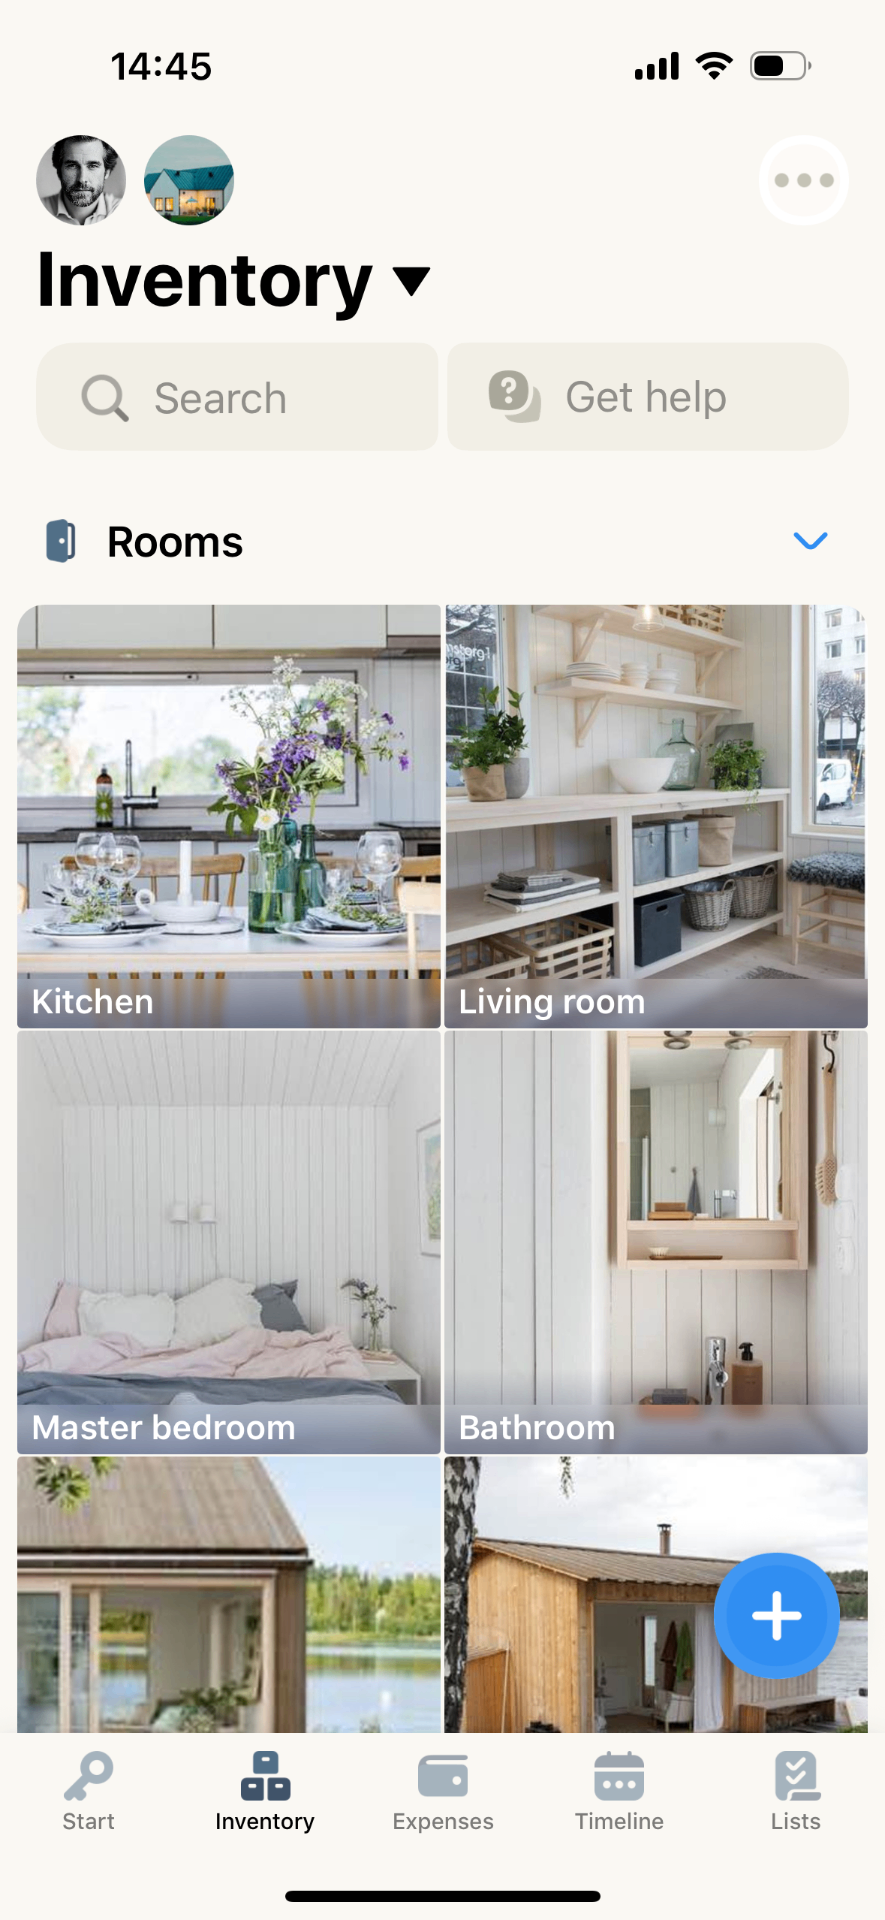 14:45
Inventory
Search
Get help
Rooms
Kitchen
Living room
Master bedroom
Bathroom
Start
Inventory
Expenses
Timeline
Lists